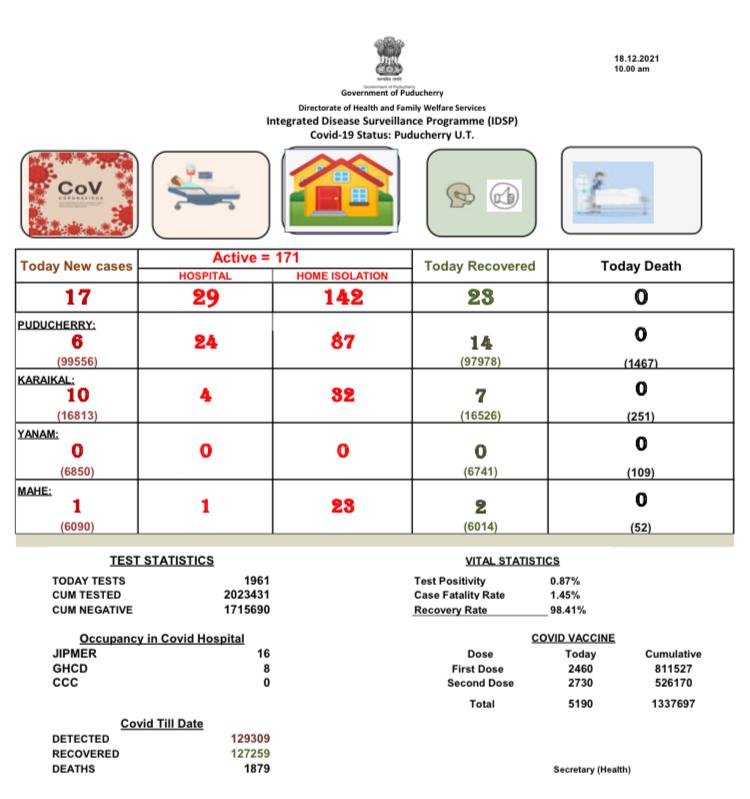 18.12.2021
10.00 am
Government of Puducherry
Government of Puducherry
Directorate of Health and Family Welfare Services
Integrated Disease Surveillance Programme (IDSP)
Covid-19 Status: Puducherry U.T.
CoV
CORONAVIRUS
Today New cases Active = 171 Today Recovered Today Death
HOSPITAL HOME ISOLATION
17 29 142 23 0
PUDUCHERRY:
6 24 87 14 0
(99556) (97978) (1467)
KARAIKAL:
10 4 32 7 0
(16813) (16526) (251)
YANAM:
0 0 0 0 0
(6850) (6741) (109)
MAHE:
1 1 23 2 0
(6090) (6014) (52)
TEST STATISTICS
TODAY TESTS 1961
CUM TESTED 2023431
CUM NEGATIVE 1715690
VITAL STATISTICS
Test Positivity 0.87%
Case Fatality Rate 1.45%
Recovery Rate 98.41%
Occupancy in Covid Hospital
JIPMER 16
GHCD 8
CCC 0
COVID VACCINE
Dose Today Cumulative
First Dose 2460 811527
Second Dose 2730 526170
Total 5190 1337697
Covid Till Date
DETECTED 129309
RECOVERED 127259
DEATHS 1879
Secretary (Health)